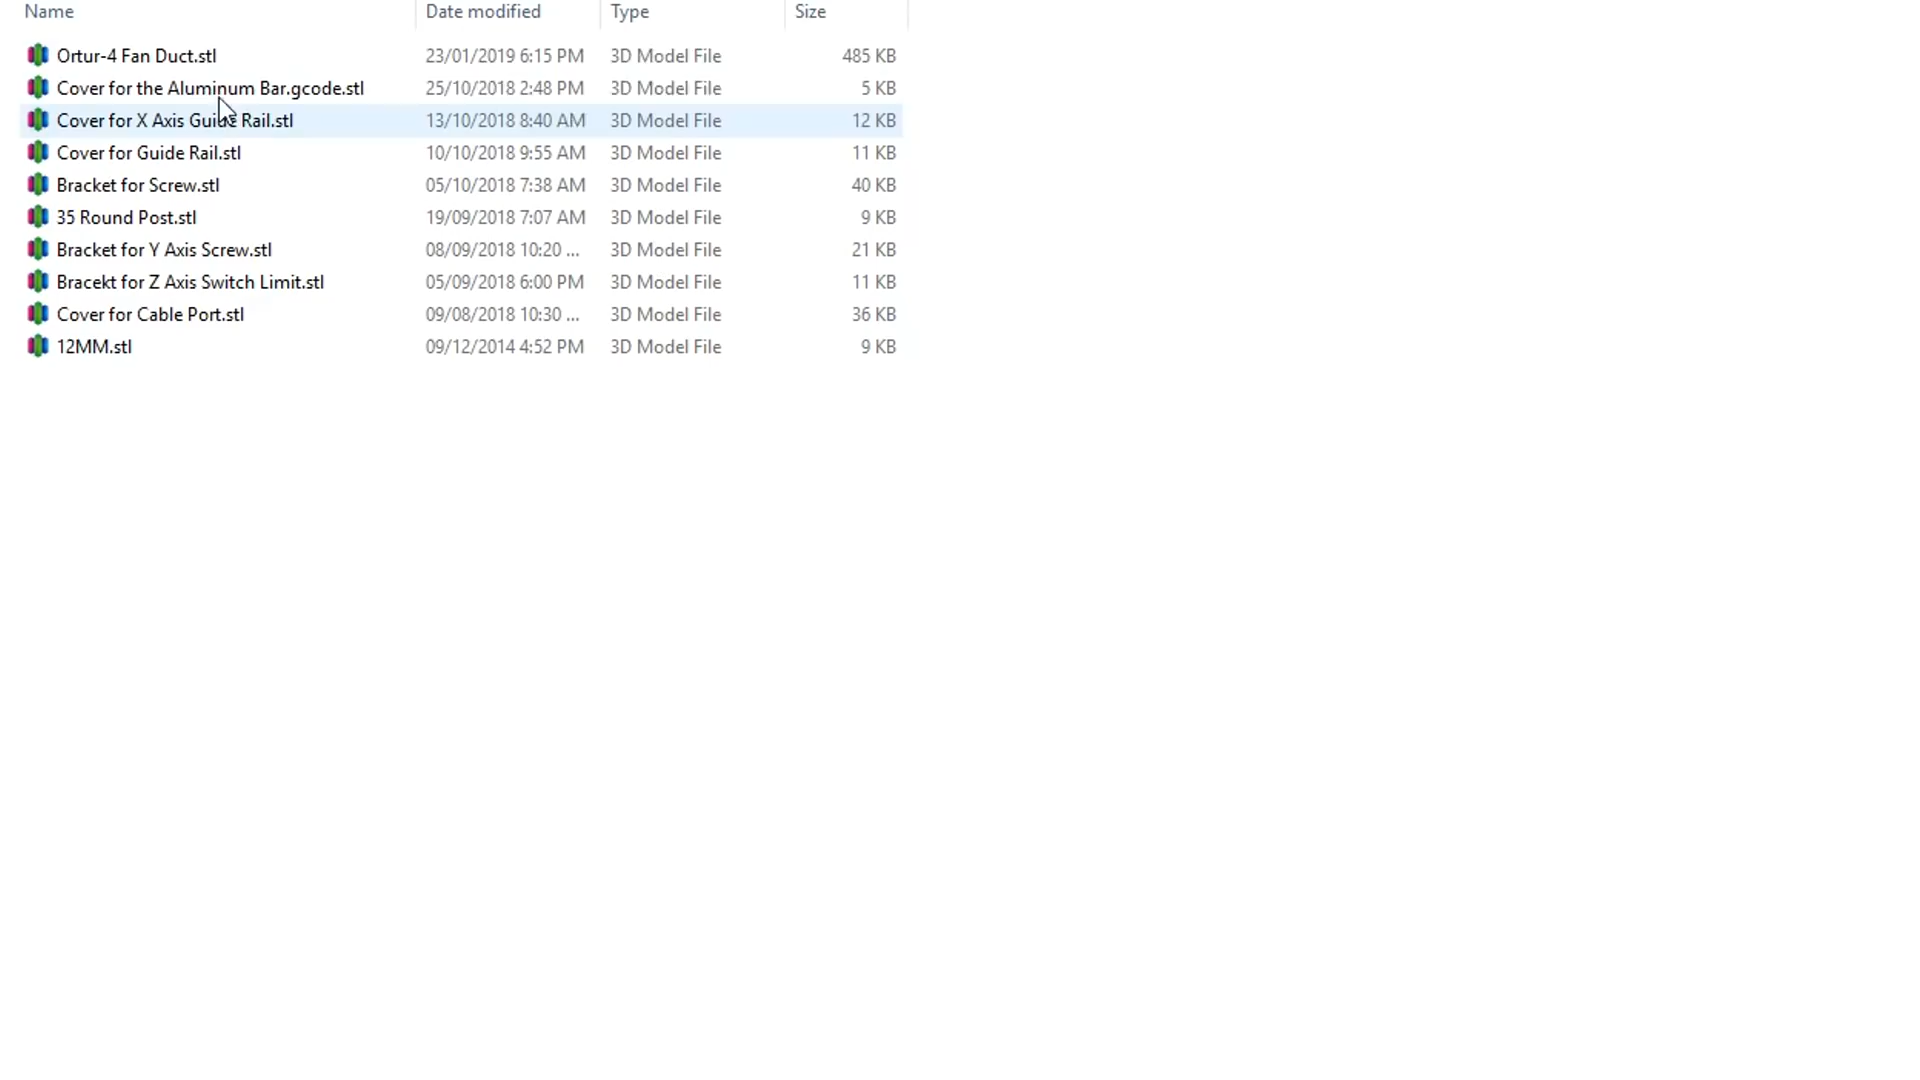 Name Date modified Type Size
Ortur-4 Fan Duct.stl 23/01/2019 6:15 PM 3D Model File 485 KB
Cover for the Aluminum Bar.gcode.stl 25/10/2018 2:48 PM 3D Model File 5 KB
Cover for X Axis Guide Rail.stl 13/10/2018 8:40 AM 3D Model File 12 KB
Cover for Guide Rail.stl 10/10/2018 9:55 AM 3D Model File 11 KB
Bracket for Screw.stl 05/10/2018 7:38 AM 3D Model File 40 KB
35 Round Post.stl 19/09/2018 7:07 AM 3D Model File 9 KB
Bracket for Y Axis Screw.stl 08/09/2018 10:20 ... 3D Model File 21 KB
Bracekt for Z Axis Switch Limit.stl 05/09/2018 6:00 PM 3D Model File 11 KB
Cover for Cable Port.stl 09/08/2018 10:30 ... 3D Model File 36 KB
12MM.stl 09/12/2014 4:52 PM 3D Model File 9 KB